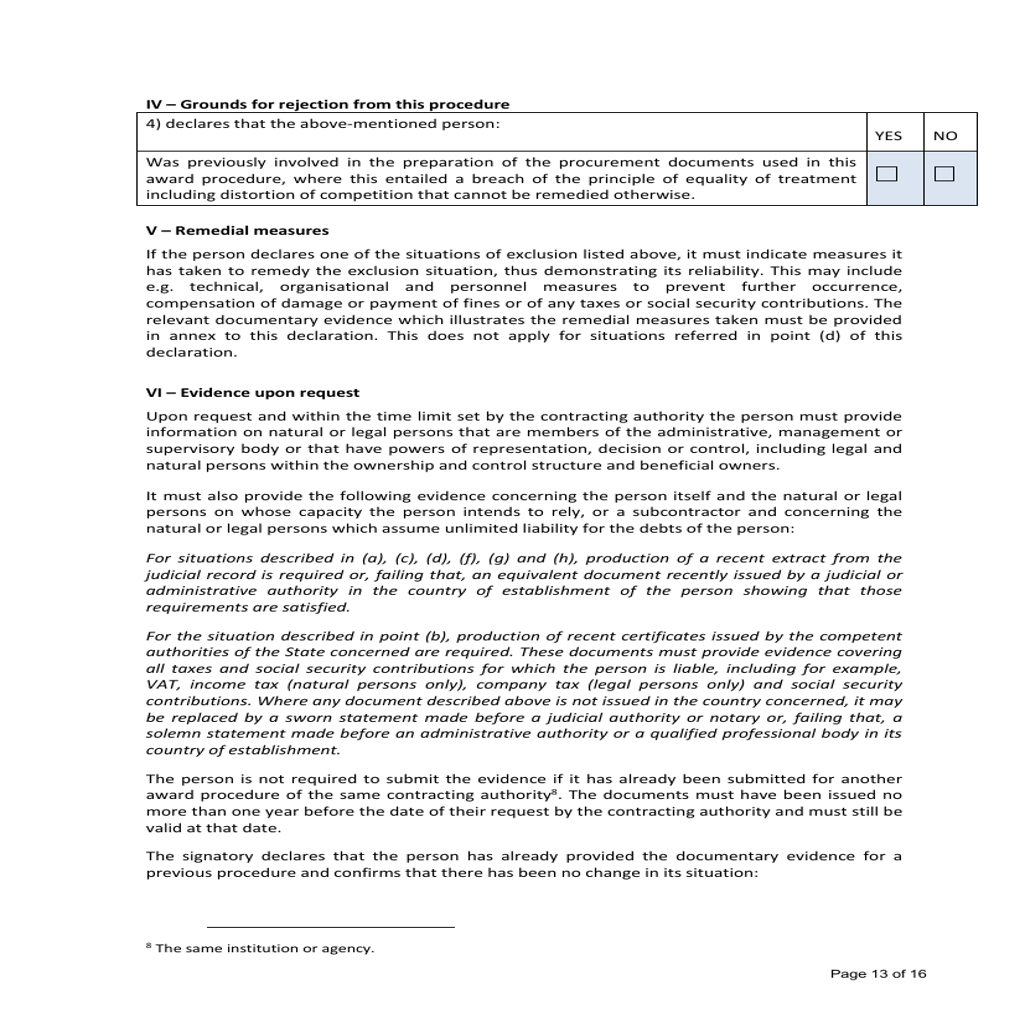 IV – Grounds for rejection from this procedure
4) declares that the above-mentioned person:
YES NO
Was previously involved in the preparation of the procurement documents used in this
award procedure, where this entailed a breach of the principle of equality of treatment
including distortion of competition that cannot be remedied otherwise.
V – Remedial measures
If the person declares one of the situations of exclusion listed above, it must indicate measures it
has taken to remedy the exclusion situation, thus demonstrating its reliability. This may include
e.g. technical, organisational and personnel measures to prevent further occurrence,
compensation of damage or payment of fines or of any taxes or social security contributions. The
relevant documentary evidence which illustrates the remedial measures taken must be provided
in annex to this declaration. This does not apply for situations referred in point (d) of this
declaration.
VI – Evidence upon request
Upon request and within the time limit set by the contracting authority the person must provide
information on natural or legal persons that are members of the administrative, management or
supervisory body or that have powers of representation, decision or control, including legal and
natural persons within the ownership and control structure and beneficial owners.
It must also provide the following evidence concerning the person itself and the natural or legal
persons on whose capacity the person intends to rely, or a subcontractor and concerning the
natural or legal persons which assume unlimited liability for the debts of the person:
For situations described in (a), (c), (d), (f), (g) and (h), production of a recent extract from the
judicial record is required or, failing that, an equivalent document recently issued by a judicial or
administrative authority in the country of establishment of the person showing that those
requirements are satisfied.
For the situation described in point (b), production of recent certificates issued by the competent
authorities of the State concerned are required. These documents must provide evidence covering
all taxes and social security contributions for which the person is liable, including for example,
VAT, income tax (natural persons only), company tax (legal persons only) and social security
contributions. Where any document described above is not issued in the country concerned, it may
be replaced by a sworn statement made before a judicial authority or notary or, failing that, a
solemn statement made before an administrative authority or a qualified professional body in its
country of establishment.
The person is not required to submit the evidence if it has already been submitted for another
award procedure of the same contracting authority⁸. The documents must have been issued no
more than one year before the date of their request by the contracting authority and must still be
valid at that date.
The signatory declares that the person has already provided the documentary evidence for a
previous procedure and confirms that there has been no change in its situation:
⁸ The same institution or agency.
Page 13 of 16